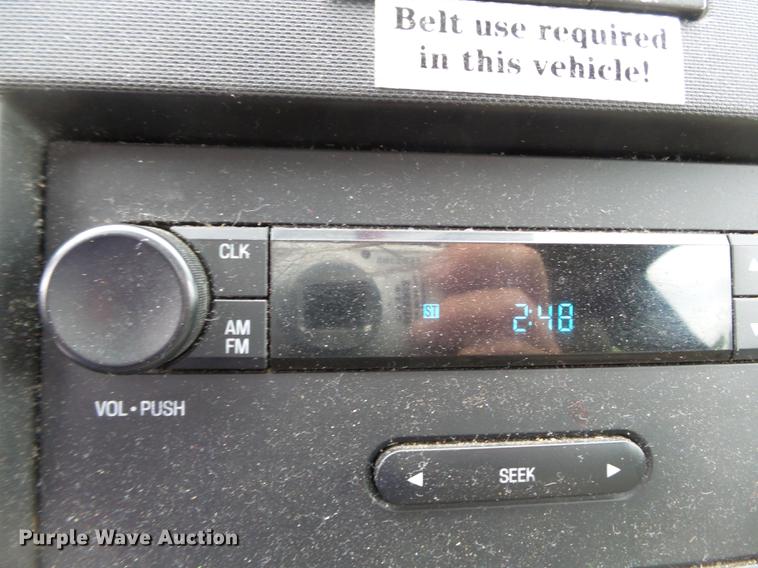 Belt use required
in this vehicle!
CLK
AM
FM
ST
2:48
VOL•PUSH
SEEK
Purple Wave Auction